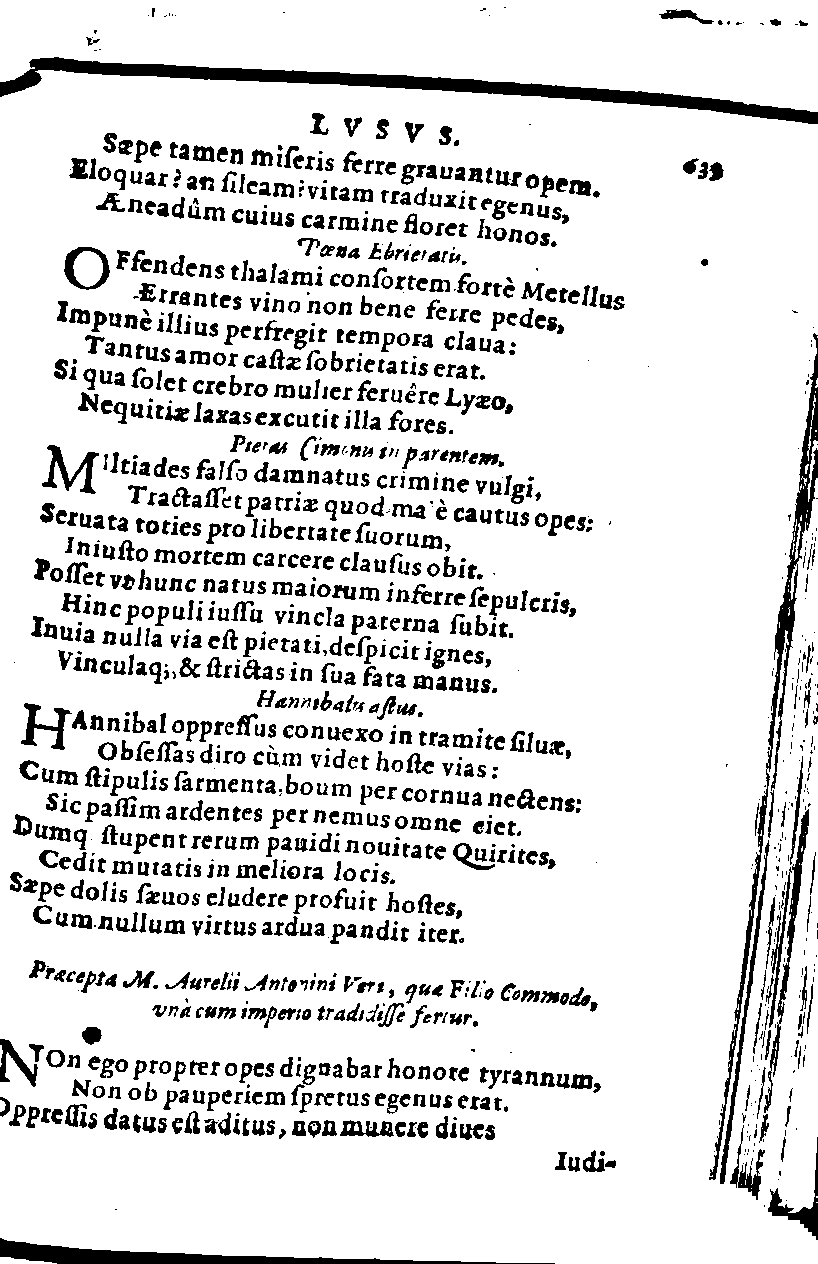 LVSVS.
639
Sæpe tamen miſeris ferre grauantur opem.
Eloquar? an ſileam? vitam traduxit egenus,
Æneadûm cuius carmine floret honos.
Pœna Ebrietatis.
OFfendens thalami conſortem fortè Metellus
Errantes vino non bene ferre pedes,
Impunè illius perfregit tempora claua:
Tantus amor caſtæ ſobrietatis erat.
Si qua ſolet crebro mulier feruêre Lyæo,
Nequitiæ laxas excutit illa fores.
Pietas Cimonis in parentem.
MIltiades falſo damnatus crimine vulgi,
Tractaſſet patriæ quod ma è cautus opes:
Seruata toties pro libertate ſuorum,
Iniuſto mortem carcere clauſus obit.
Poſſet vt hunc natus maiorum inferre ſepulcris,
Hinc populi iuſſu vincla paterna ſubit.
Inuia nulla via eſt pietati, deſpicit ignes,
Vinculaq;, & ſtrictas in ſua fata manus.
Hannibalis aſtus.
HAnnibal oppreſſus conuexo in tramite ſiluæ,
Obſeſſas diro cùm videt hoſte vias:
Cum ſtipulis ſarmenta, boum per cornua nectens:
Sic paſſim ardentes per nemus omne eiet.
Dumq ſtupent rerum pauidi nouitate Quirites,
Cedit mutatis in meliora locis.
Sæpe dolis ſæuos eludere profuit hoſtes,
Cum nullum virtus ardua pandit iter.
Præcepta M. Aurelii Antonini Veri, quæ Filio Commodo,
vnà cum imperio tradidiſſe fertur.
NOn ego propter opes dignabar honore tyrannum,
Non ob pauperiem ſpretus egenus erat.
Oppreſſis datus eſt aditus, non munere diues
Iudi-